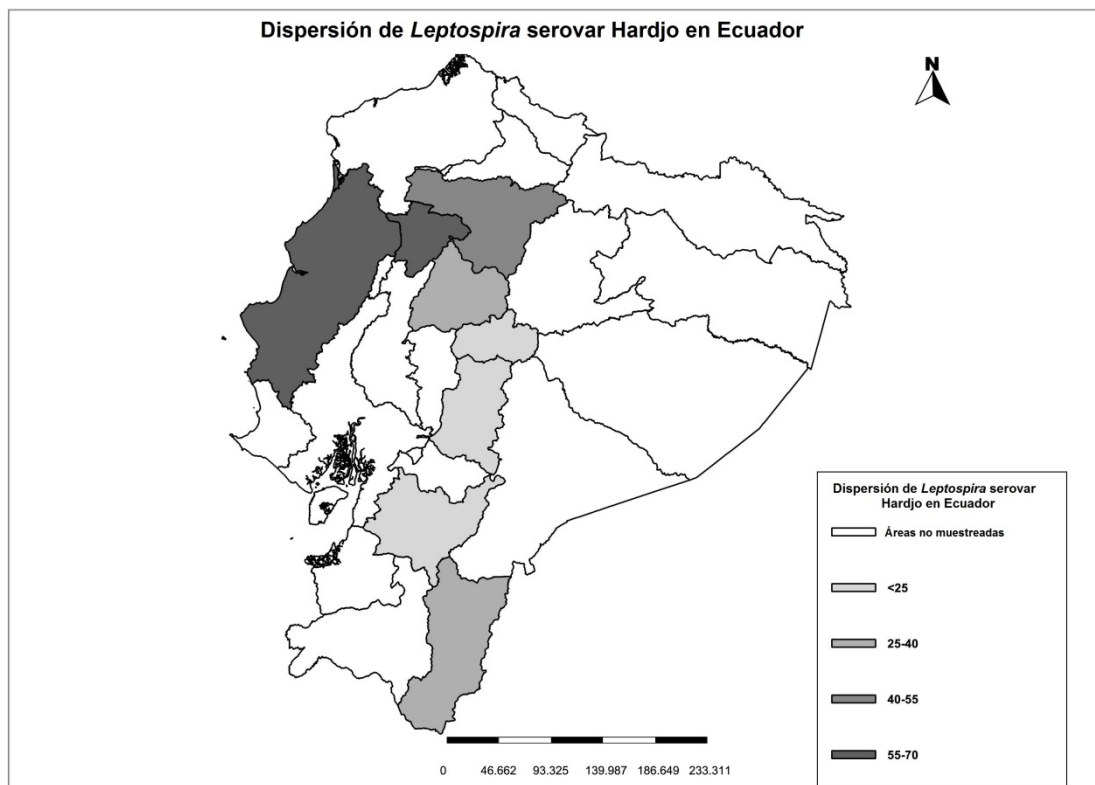 Dispersión de Leptospira serovar Hardjo en Ecuador
N
Dispersión de Leptospira serovar
Hardjo en Ecuador
Áreas no muestreadas
<25
25-40
40-55
55-70
0 46.662 93.325 139.987 186.649 233.311